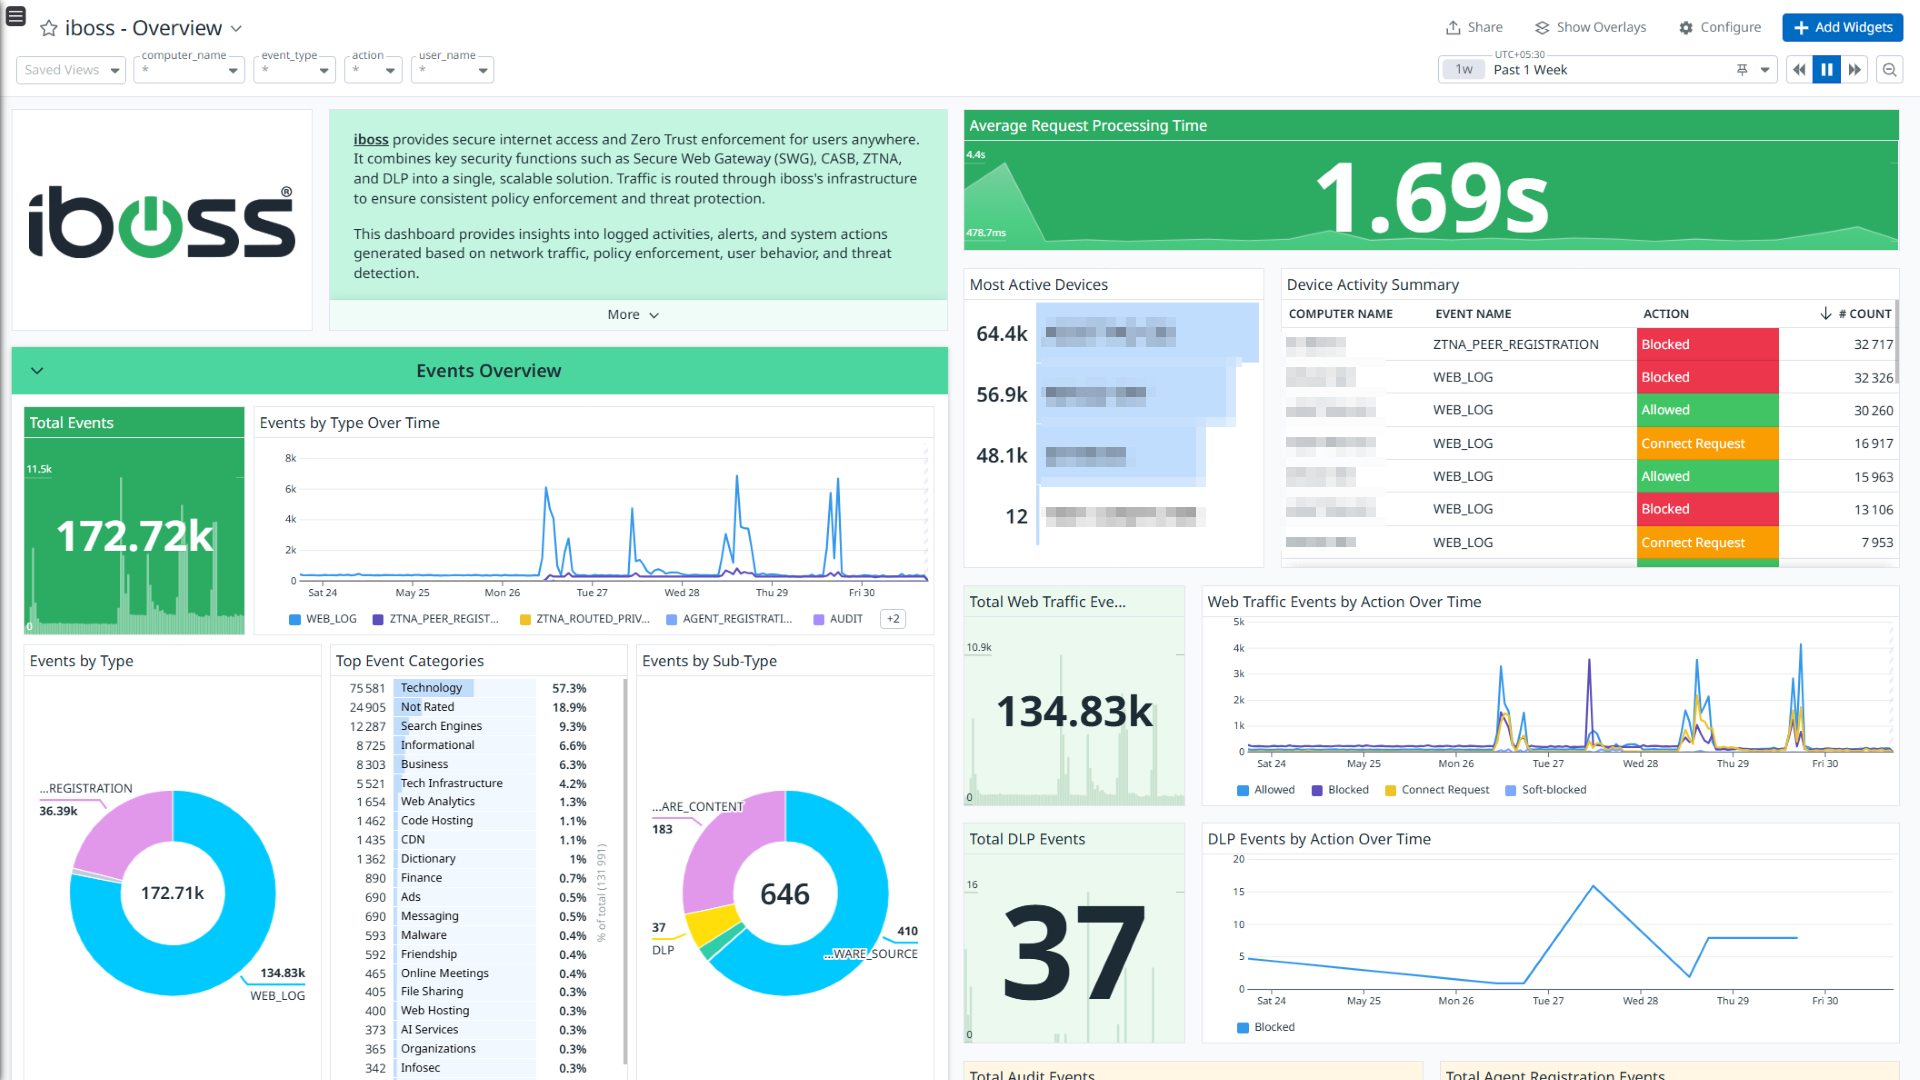 iboss - Overview
Share
Show Overlays
Configure
Add Widgets
Saved Views
computer_name
*
event_type
*
action
*
user_name
*
UTC+05:30
1w
Past 1 Week
iboss®
iboss provides secure internet access and Zero Trust enforcement for users anywhere.
It combines key security functions such as Secure Web Gateway (SWG), CASB, ZTNA,
and DLP into a single, scalable solution. Traffic is routed through iboss's infrastructure
to ensure consistent policy enforcement and threat protection.
This dashboard provides insights into logged activities, alerts, and system actions
generated based on network traffic, policy enforcement, user behavior, and threat
detection.
More
Average Request Processing Time
4.4s
478.7ms
1.69s
Most Active Devices
64.4k
56.9k
48.1k
12
Device Activity Summary
COMPUTER NAME EVENT NAME ACTION # COUNT
ZTNA_PEER_REGISTRATION Blocked 32 717
WEB_LOG Blocked 32 326
WEB_LOG Allowed 30 260
WEB_LOG Connect Request 16 917
WEB_LOG Allowed 15 963
WEB_LOG Blocked 13 106
WEB_LOG Connect Request 7 953
Events Overview
Total Events
11.5k
172.72k
0
Events by Type Over Time
8k
6k
4k
2k
0
Sat 24 May 25 Mon 26 Tue 27 Wed 28 Thu 29 Fri 30
WEB_LOG ZTNA_PEER_REGIST... ZTNA_ROUTED_PRIV... AGENT_REGISTRATI... AUDIT +2
Events by Type
...REGISTRATION
36.39k
172.71k
134.83k
WEB_LOG
Top Event Categories
75 581 Technology 57.3%
24 905 Not Rated 18.9%
12 287 Search Engines 9.3%
8 725 Informational 6.6%
8 303 Business 6.3%
5 521 Tech Infrastructure 4.2%
1 654 Web Analytics 1.3%
1 462 Code Hosting 1.1%
1 435 CDN 1.1%
1 362 Dictionary 1%
890 Finance 0.7%
690 Ads 0.5%
690 Messaging 0.5%
593 Malware 0.4%
592 Friendship 0.4%
465 Online Meetings 0.4%
405 File Sharing 0.3%
400 Web Hosting 0.3%
373 AI Services 0.3%
365 Organizations 0.3%
342 Infosec 0.3%
% of total (131 991)
Events by Sub-Type
...ARE_CONTENT
183
646
37
DLP
410
...WARE_SOURCE
Total Web Traffic Eve...
10.9k
134.83k
0
Web Traffic Events by Action Over Time
5k
4k
3k
2k
1k
0
Sat 24 May 25 Mon 26 Tue 27 Wed 28 Thu 29 Fri 30
Allowed Blocked Connect Request Soft-blocked
Total DLP Events
16
37
0
DLP Events by Action Over Time
20
15
10
5
0
Sat 24 May 25 Mon 26 Tue 27 Wed 28 Thu 29 Fri 30
Blocked
Total Audit Events
Total Agent Registration Events